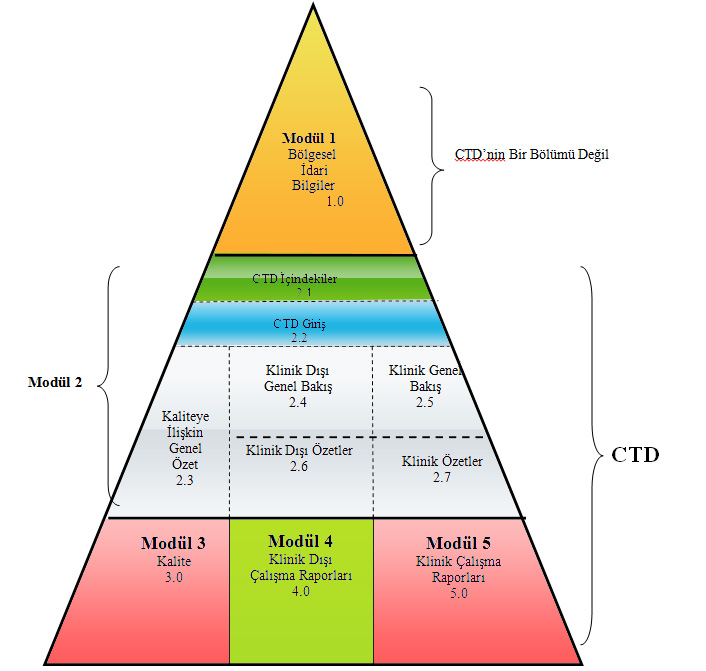 Modül 1
Bölgesel
İdari
Bilgiler
1.0
CTD’nin Bir Bölümü Değil
CTD İçindekiler
2.1
CTD Giriş
2.2
Modül 2
Klinik Dışı
Genel Bakış
2.4
Klinik Genel
Bakış
2.5
Kaliteye
İlişkin
Genel
Özet
2.3
Klinik Dışı Özetler
2.6
Klinik Özetler
2.7
CTD
Modül 3
Kalite
3.0
Modül 4
Klinik Dışı
Çalışma Raporları
4.0
Modül 5
Klinik Çalışma
Raporları
5.0